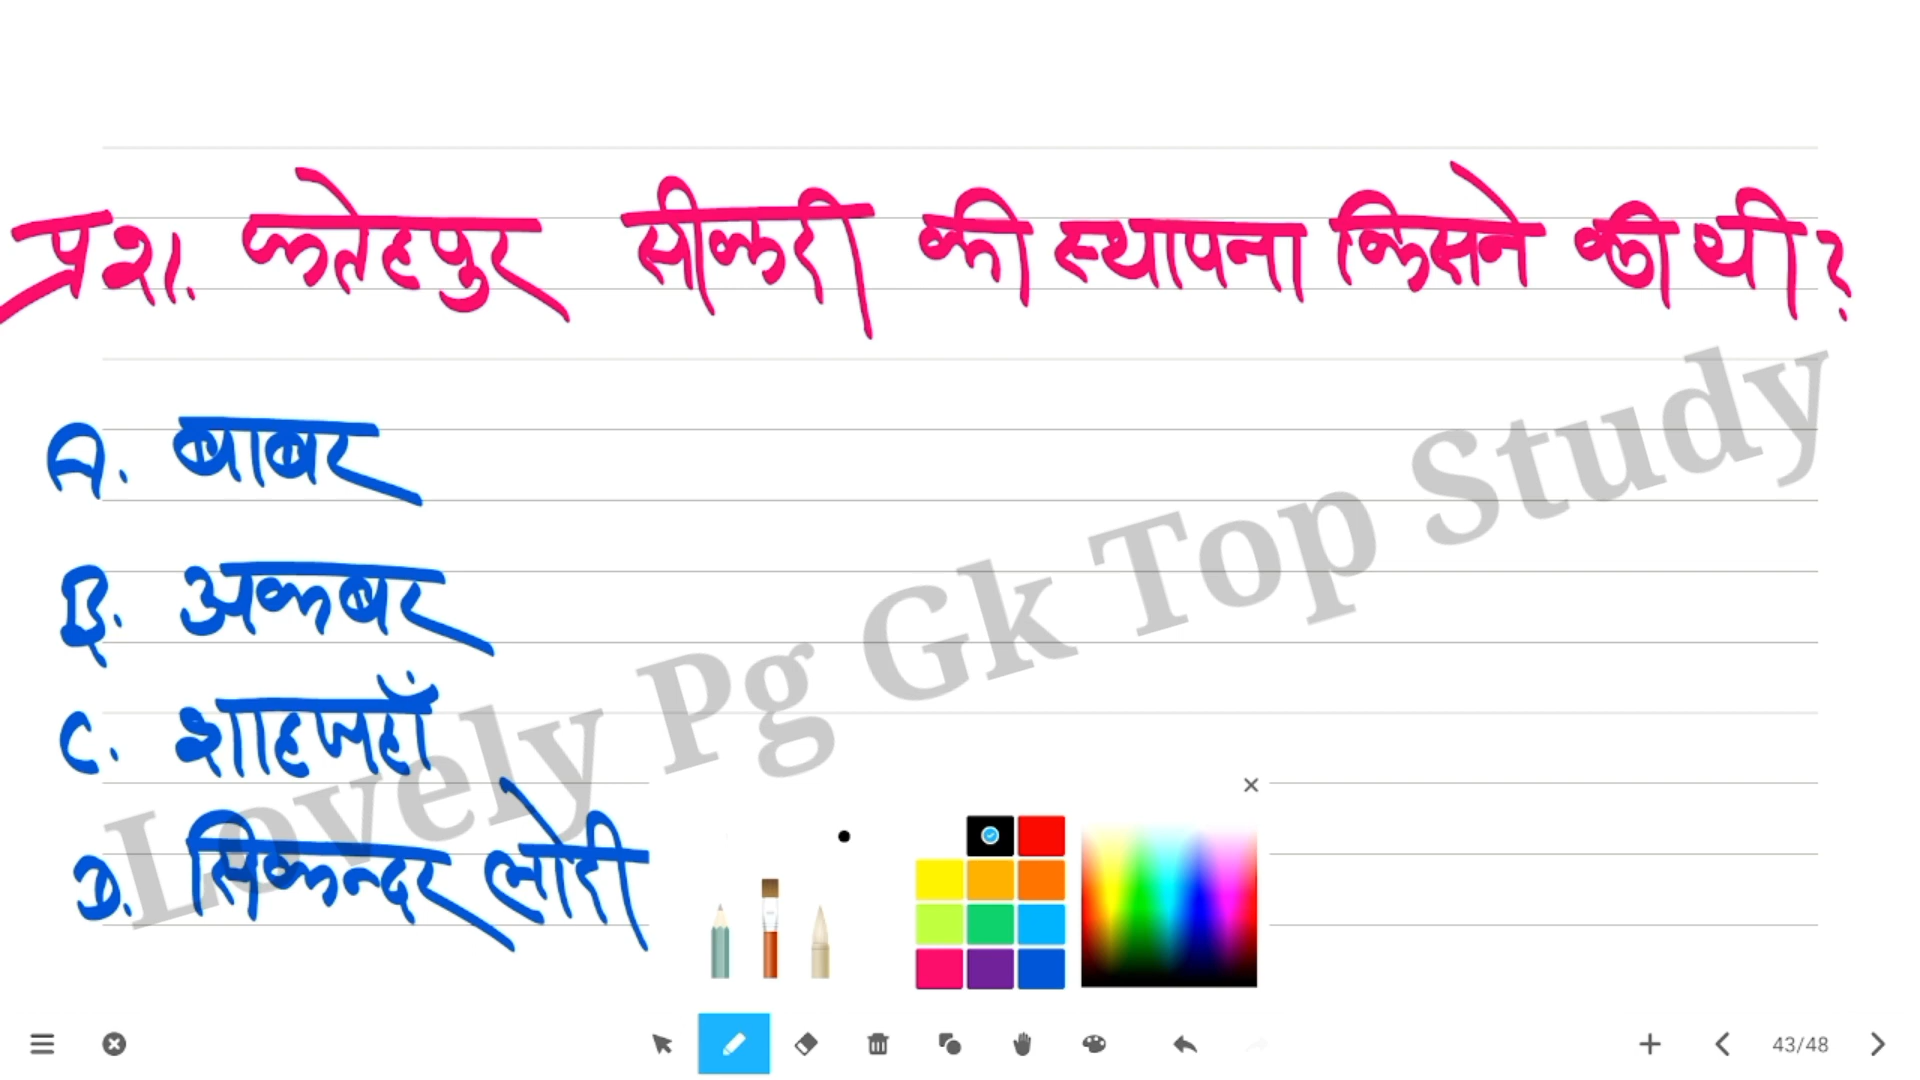 प्रश्न. फतेहपुर सीकरी की स्थापना किसने की थी?
A. बाबर
B. अकबर
C. शाहजहाँ
D. सिकन्दर लोदी
Lovely Pg Gk Top Study
43/48